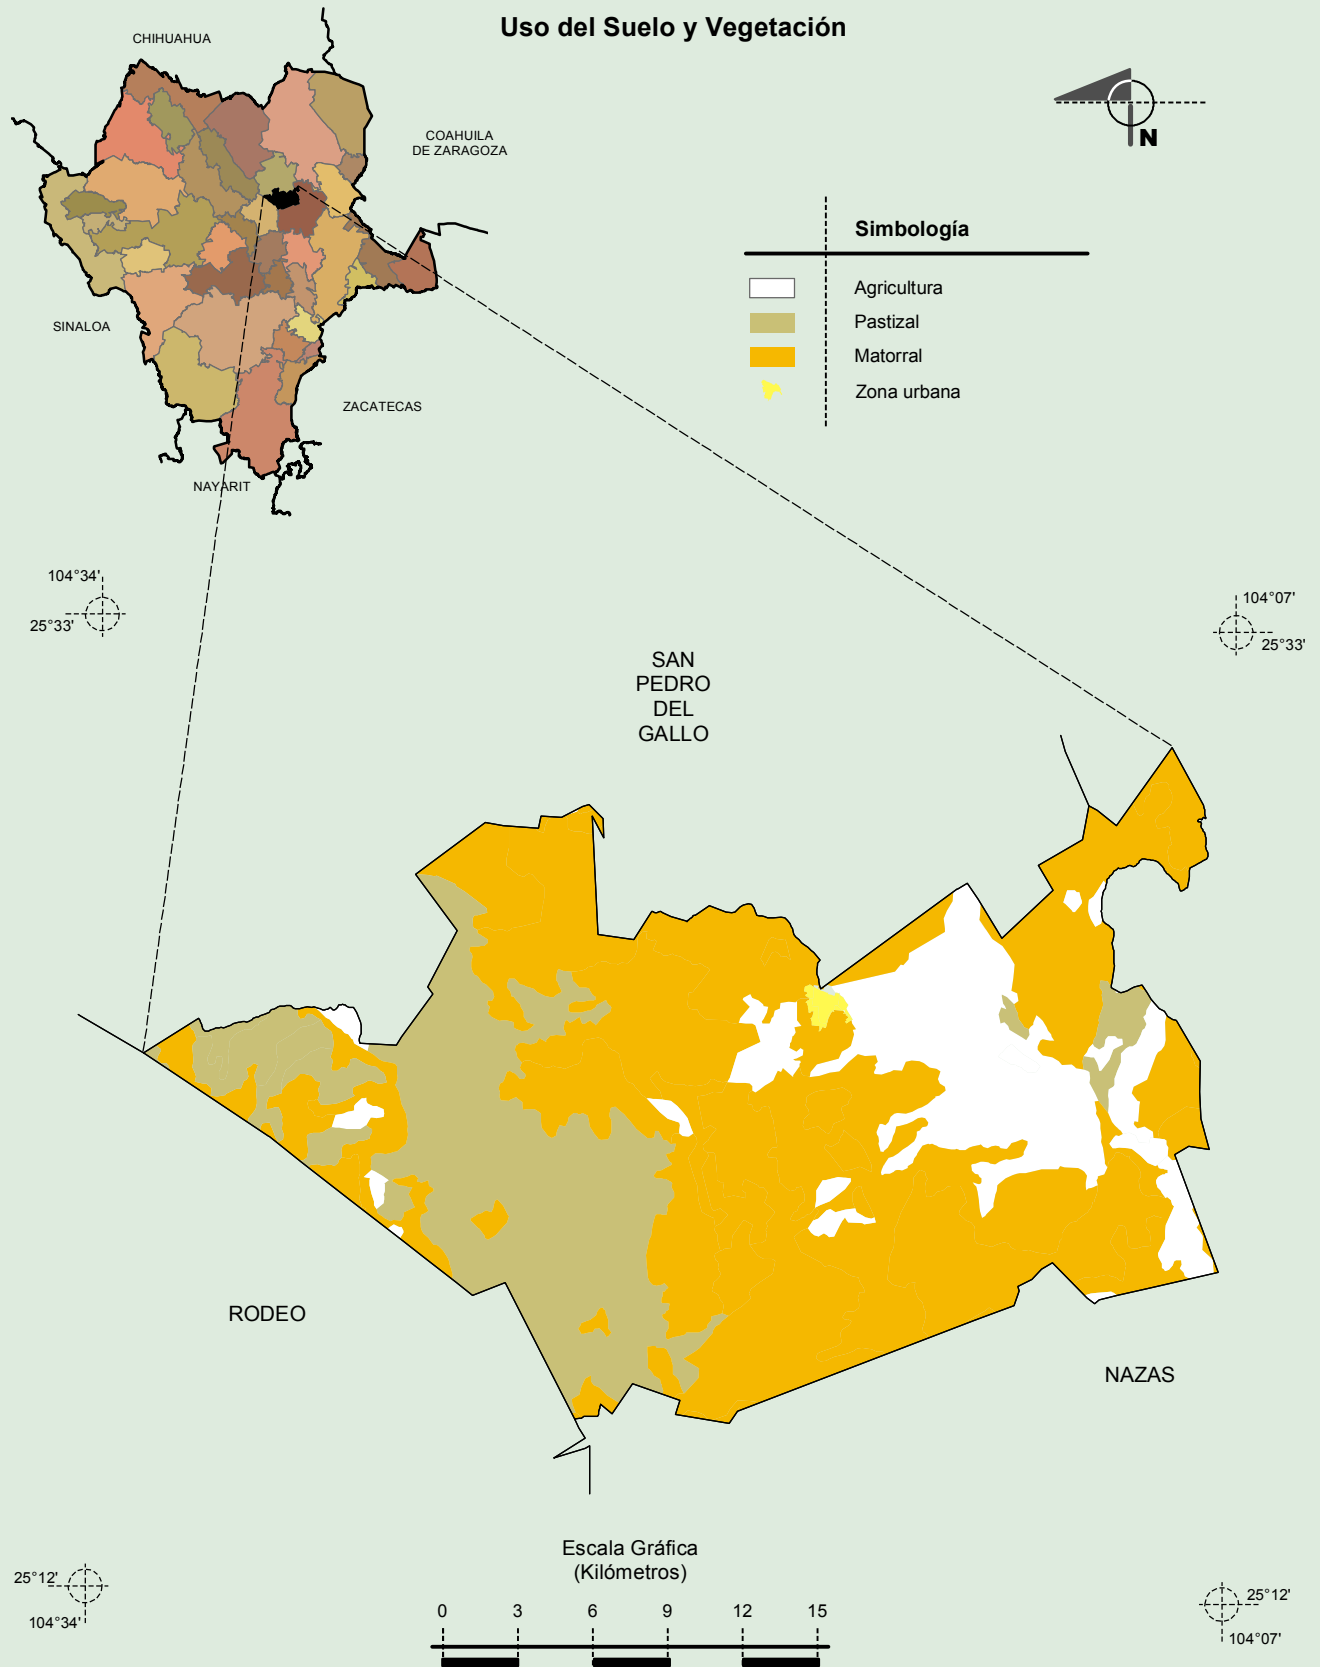 Uso del Suelo y Vegetación
CHIHUAHUA
COAHUILA
DE ZARAGOZA
SINALOA
ZACATECAS
NAYARIT
N
Simbología
Agricultura
Pastizal
Matorral
Zona urbana
104°34'
25°33'
104°07'
25°33'
SAN
PEDRO
DEL
GALLO
RODEO
NAZAS
Escala Gráfica
(Kilómetros)
0 3 6 9 12 15
25°12'
104°34'
25°12'
104°07'